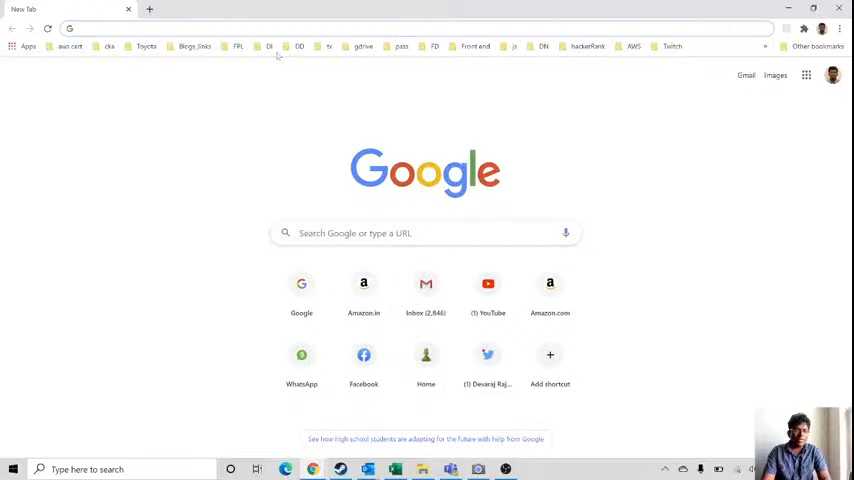 New Tab
Apps aws cert cka Toyota Blogs_links FPL DI DD tx gdrive pass FD Front end js DN hackerRank AWS Twitch » Other bookmarks
Gmail Images
Google
Search Google or type a URL
Google Amazon.in Inbox (2,846) (1) YouTube Amazon.com
WhatsApp Facebook Home (1) Devaraj Raj... Add shortcut
See how high school students are adapting for the future with help from Google
Type here to search